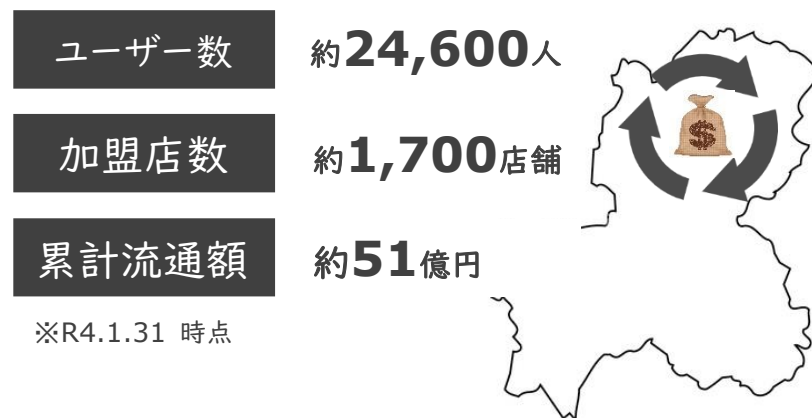 ユーザー数 約24,600人
加盟店数 約1,700店舗
累計流通額 約51億円
※R4.1.31 時点
$